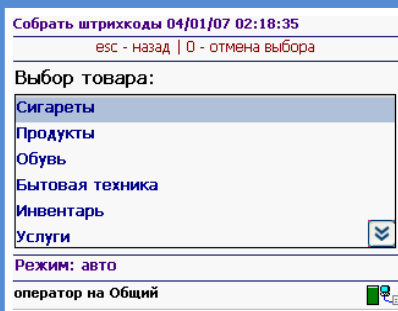 Собрать штрихкоды 04/01/07 02:18:35
esc - назад | 0 - отмена выбора
Выбор товара:
Сигареты
Продукты
Обувь
Бытовая техника
Инвентарь
Услуги
Режим: авто
оператор на Общий